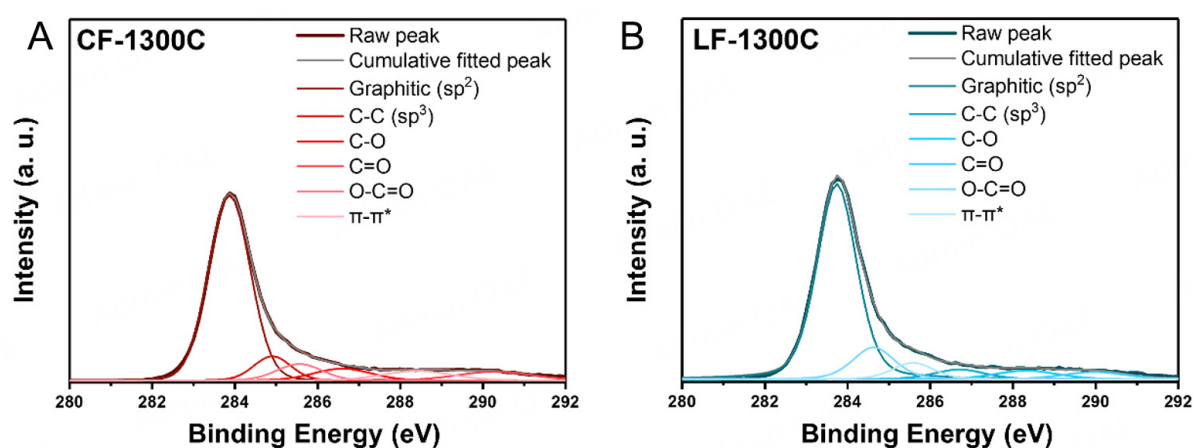 A
CF-1300C
Raw peak
Cumulative fitted peak
Graphitic (sp²)
C-C (sp³)
C-O
C=O
O-C=O
π-π*
Intensity (a. u.)
280 282 284 286 288 290 292
Binding Energy (eV)
B
LF-1300C
Raw peak
Cumulative fitted peak
Graphitic (sp²)
C-C (sp³)
C-O
C=O
O-C=O
π-π*
Intensity (a. u.)
280 282 284 286 288 290 292
Binding Energy (eV)